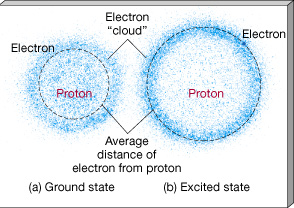 Electron
"cloud"
Electron
Electron
Proton
Proton
Average
distance of
electron from proton
(a) Ground state
(b) Excited state